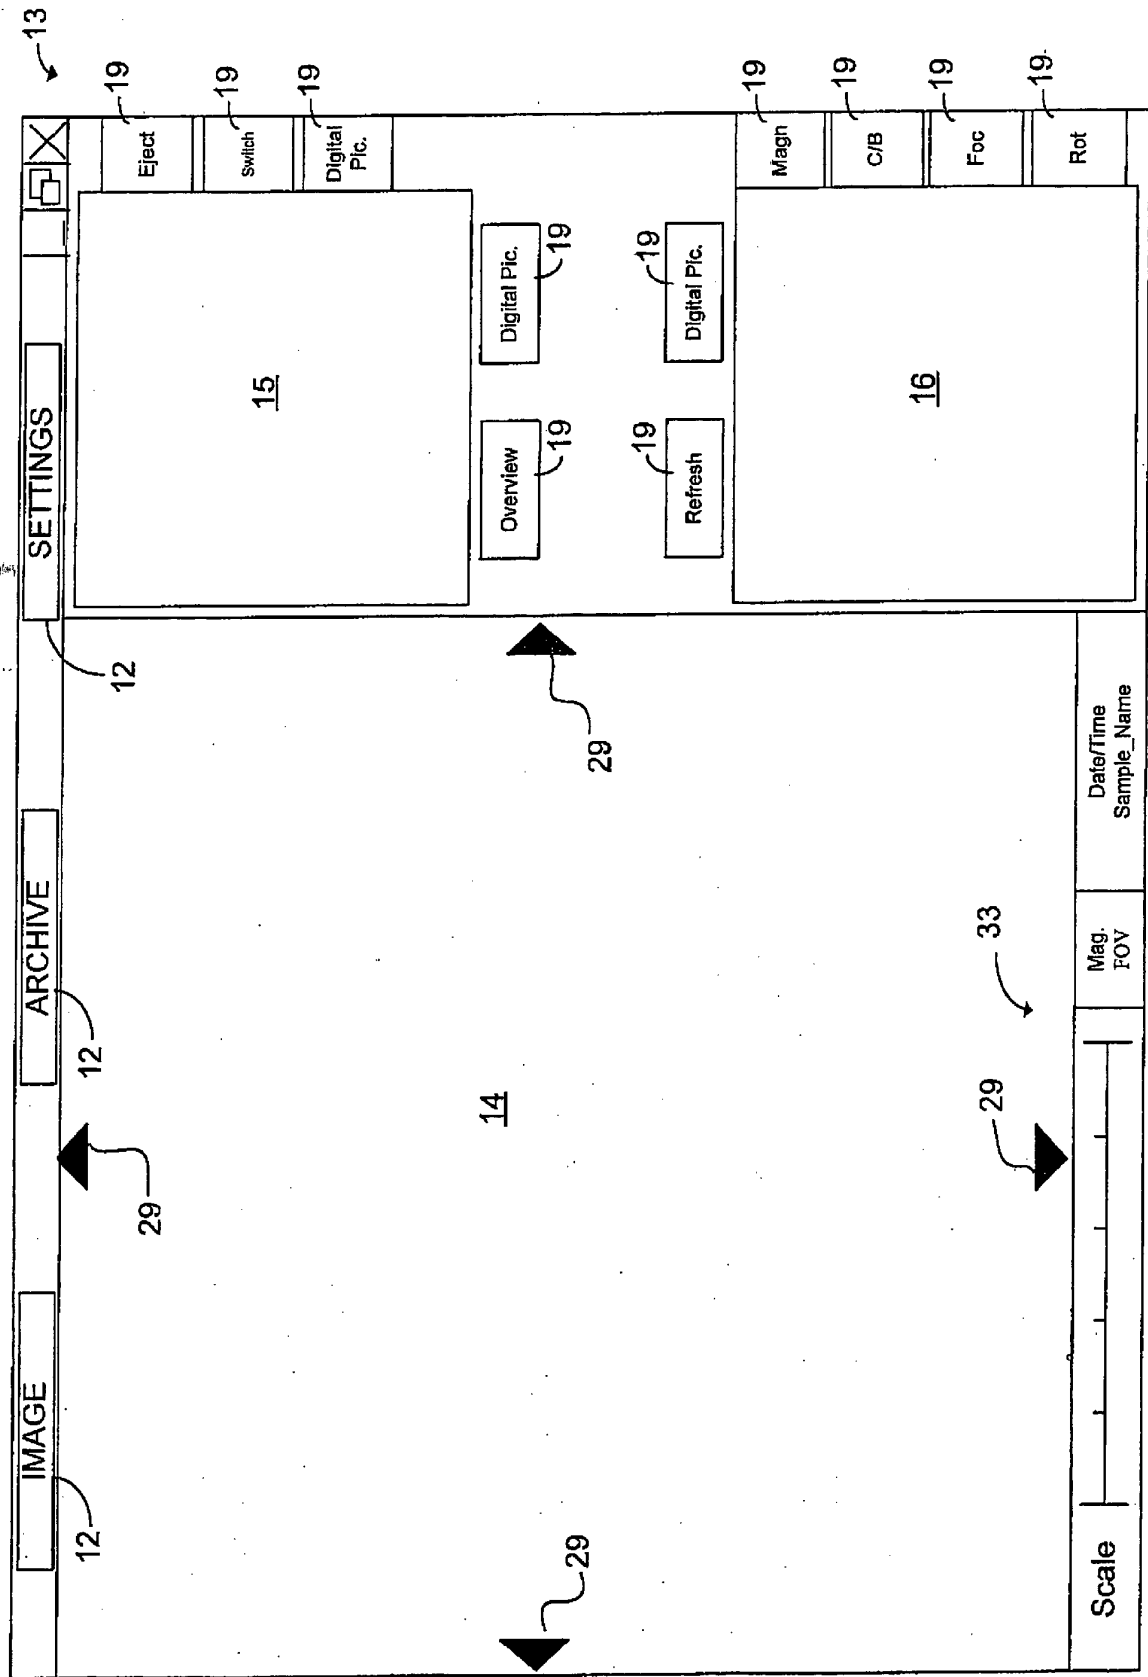 13
IMAGE
ARCHIVE
SETTINGS
12
12
12
29
29
29
29
14
33
15
Eject
19
Switch
19
Digital
Pic.
19
Overview
19
Digital Pic.
19
Refresh
19
Digital Pic.
19
16
Magn
19
C/B
19
Foc
19
Rot
19
Scale
Mag.
FOV
Date/Time
Sample_Name